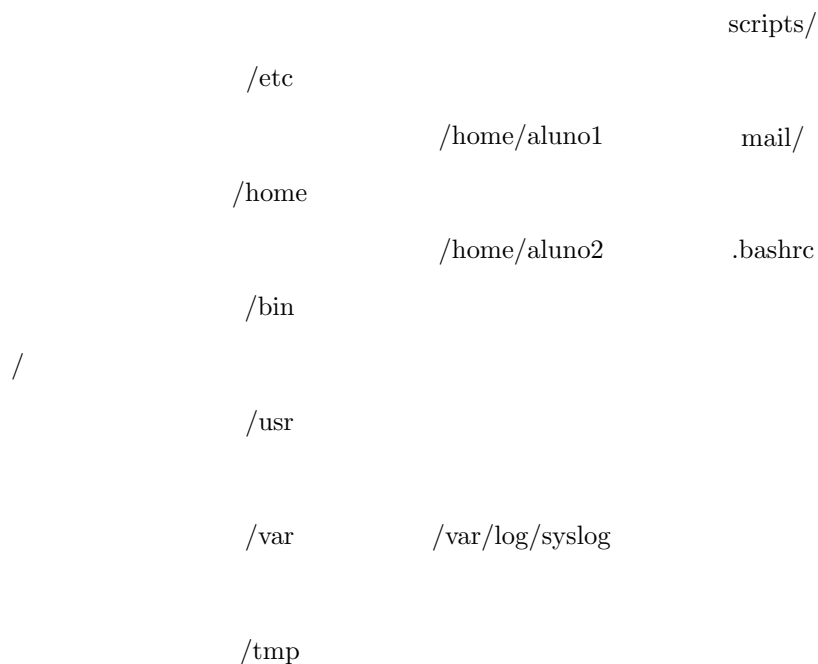 scripts/
/etc
/home/aluno1 mail/
/home
/home/aluno2 .bashrc
/bin
/
/usr
/var /var/log/syslog
/tmp